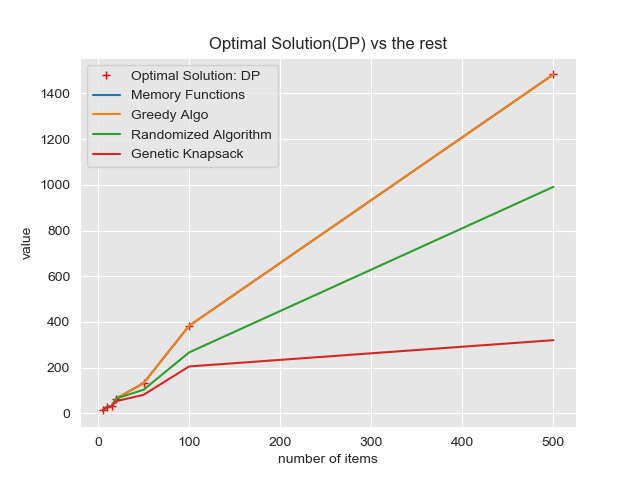 Optimal Solution(DP) vs the rest
Optimal Solution: DP
Memory Functions
Greedy Algo
Randomized Algorithm
Genetic Knapsack
value
1400
1200
1000
800
600
400
200
0
0 100 200 300 400 500
number of items